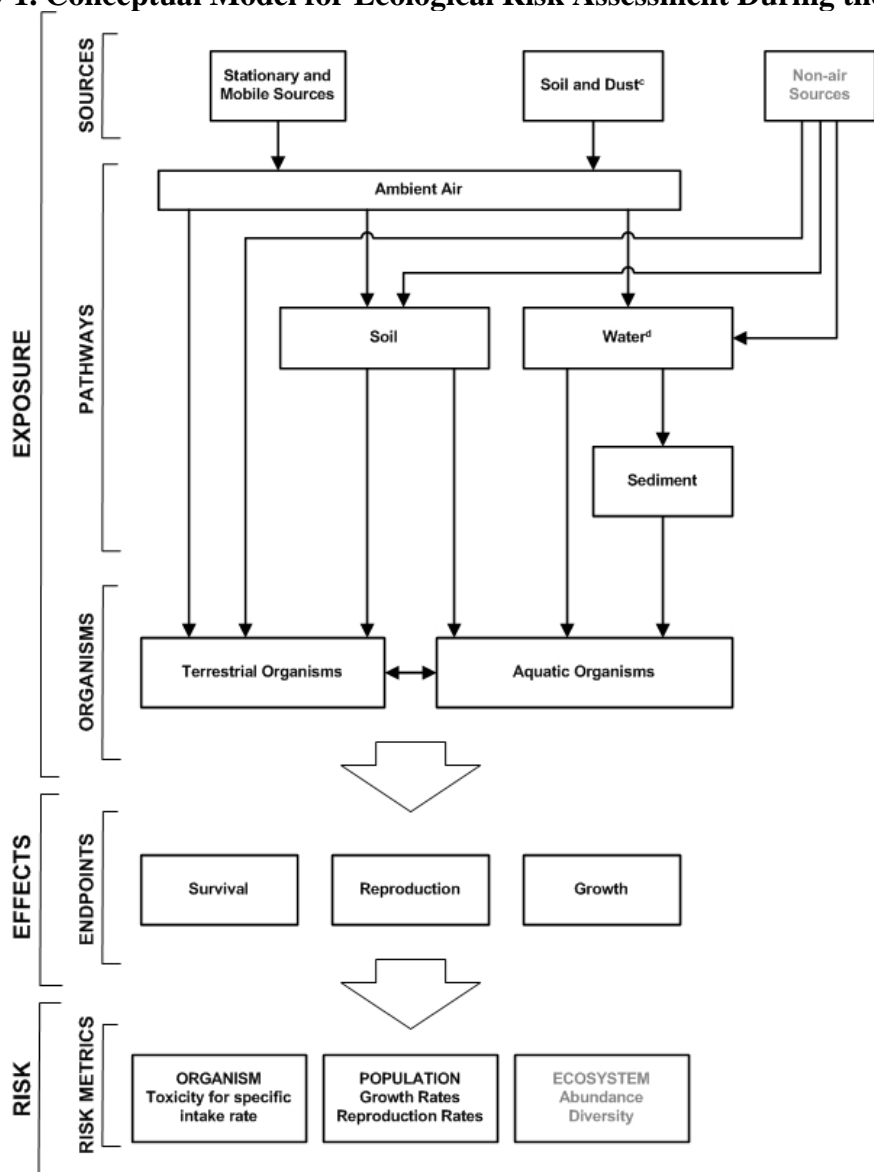 1. Conceptual Model for Ecological Risk Assessment During the
SOURCES
Stationary and
Mobile Sources
Soil and Dustᶜ
Non-air
Sources
EXPOSURE
PATHWAYS
Ambient Air
Soil
Waterᵈ
Sediment
ORGANISMS
Terrestrial Organisms
Aquatic Organisms
EFFECTS
ENDPOINTS
Survival
Reproduction
Growth
RISK
RISK METRICS
ORGANISM
Toxicity for specific
intake rate
POPULATION
Growth Rates
Reproduction Rates
ECOSYSTEM
Abundance
Diversity